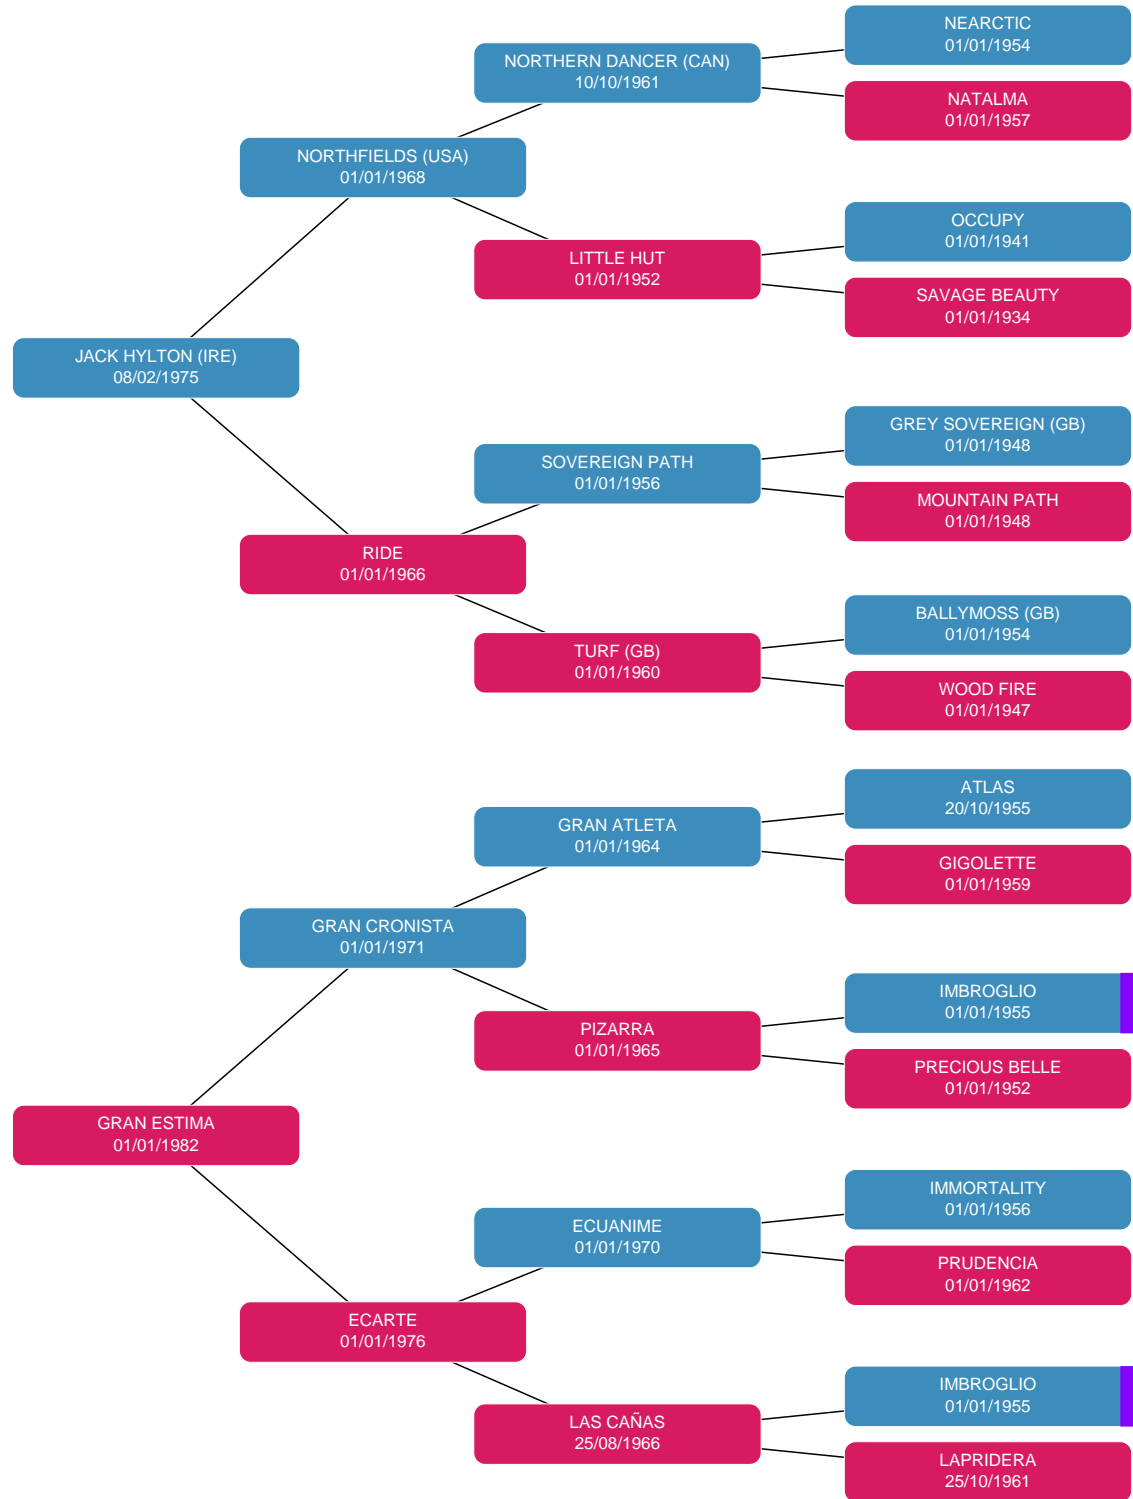 NEARCTIC
01/01/1954
NORTHERN DANCER (CAN)
10/10/1961
NATALMA
01/01/1957
NORTHFIELDS (USA)
01/01/1968
OCCUPY
01/01/1941
LITTLE HUT
01/01/1952
SAVAGE BEAUTY
01/01/1934
JACK HYLTON (IRE)
08/02/1975
GREY SOVEREIGN (GB)
01/01/1948
SOVEREIGN PATH
01/01/1956
MOUNTAIN PATH
01/01/1948
RIDE
01/01/1966
BALLYMOSS (GB)
01/01/1954
TURF (GB)
01/01/1960
WOOD FIRE
01/01/1947
ATLAS
20/10/1955
GRAN ATLETA
01/01/1964
GIGOLETTE
01/01/1959
GRAN CRONISTA
01/01/1971
IMBROGLIO
01/01/1955
PIZARRA
01/01/1965
PRECIOUS BELLE
01/01/1952
GRAN ESTIMA
01/01/1982
IMMORTALITY
01/01/1956
ECUANIME
01/01/1970
PRUDENCIA
01/01/1962
ECARTE
01/01/1976
IMBROGLIO
01/01/1955
LAS CAÑAS
25/08/1966
LAPRIDERA
25/10/1961